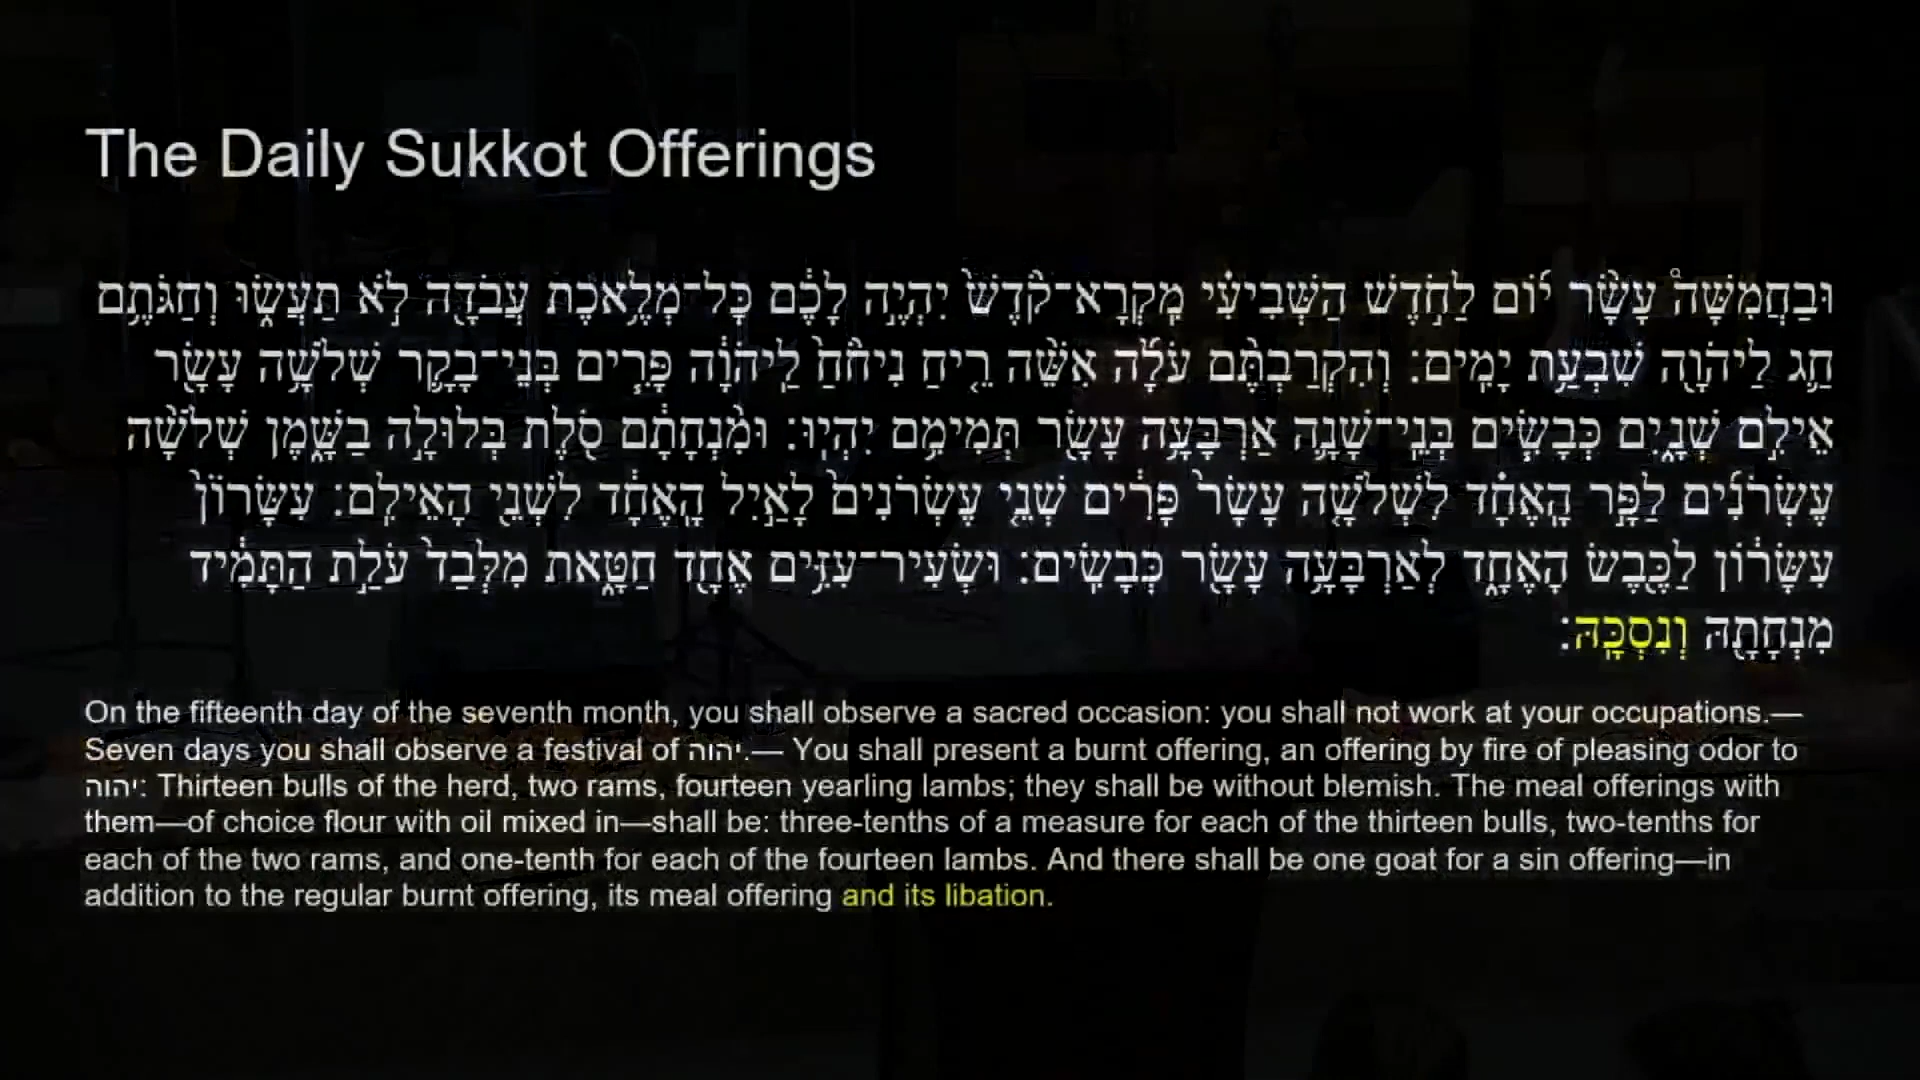 The Daily Sukkot Offerings
וּבַחֲמִשָּׁה֩ עָשָׂ֨ר י֜וֹם לַחֹ֣דֶשׁ הַשְּׁבִיעִ֗י מִֽקְרָא־קֹ֙דֶשׁ֙ יִהְיֶ֣ה לָכֶ֔ם כׇּל־מְלֶ֥אכֶת עֲבֹדָ֖ה לֹ֣א תַעֲשׂ֑וּ וְחַגֹּתֶ֥ם
חַ֛ג לַיהֹוָ֖ה שִׁבְעַ֥ת יָמִֽים׃ וְהִקְרַבְתֶּ֨ם עֹלָ֜ה אִשֵּׁ֨ה רֵ֤יחַ נִיחֹ֙חַ֙ לַֽיהֹוָ֔ה פָּרִ֧ים בְּנֵי־בָקָ֛ר שְׁלֹשָׁ֥ה עָשָׂ֖ר
אֵילִ֣ם שְׁנָ֑יִם כְּבָשִׂ֧ים בְּנֵֽי־שָׁנָ֛ה אַרְבָּעָ֥ה עָשָׂ֖ר תְּמִימִ֥ם יִהְיֽוּ׃ וּמִ֨נְחָתָ֔ם סֹ֖לֶת בְּלוּלָ֣ה בַשָּׁ֑מֶן שְׁלֹשָׁ֨ה
עֶשְׂרֹנִ֜ים לַפָּ֣ר הָֽאֶחָ֗ד לִשְׁלֹשָׁ֤ה עָשָׂר֙ פָּרִ֔ים שְׁנֵ֤י עֶשְׂרֹנִים֙ לָאַ֣יִל הָֽאֶחָ֔ד לִשְׁנֵ֖י הָאֵילִֽם׃ וְעִשָּׂר֤וֹן
עִשָּׂר֔וֹן לַכֶּ֖בֶשׂ הָאֶחָ֑ד לְאַרְבָּעָ֥ה עָשָׂ֖ר כְּבָשִֽׂים׃ וּשְׂעִיר־עִזִּ֥ים אֶחָ֖ד חַטָּ֑את מִלְּבַד֙ עֹלַ֣ת הַתָּמִ֔יד
מִנְחָתָ֖הּ וְנִסְכָּֽהּ׃
On the fifteenth day of the seventh month, you shall observe a sacred occasion: you shall not work at your occupations.—
Seven days you shall observe a festival of יהוה.— You shall present a burnt offering, an offering by fire of pleasing odor to
יהוה: Thirteen bulls of the herd, two rams, fourteen yearling lambs; they shall be without blemish. The meal offerings with
them—of choice flour with oil mixed in—shall be: three-tenths of a measure for each of the thirteen bulls, two-tenths for
each of the two rams, and one-tenth for each of the fourteen lambs. And there shall be one goat for a sin offering—in
addition to the regular burnt offering, its meal offering and its libation.